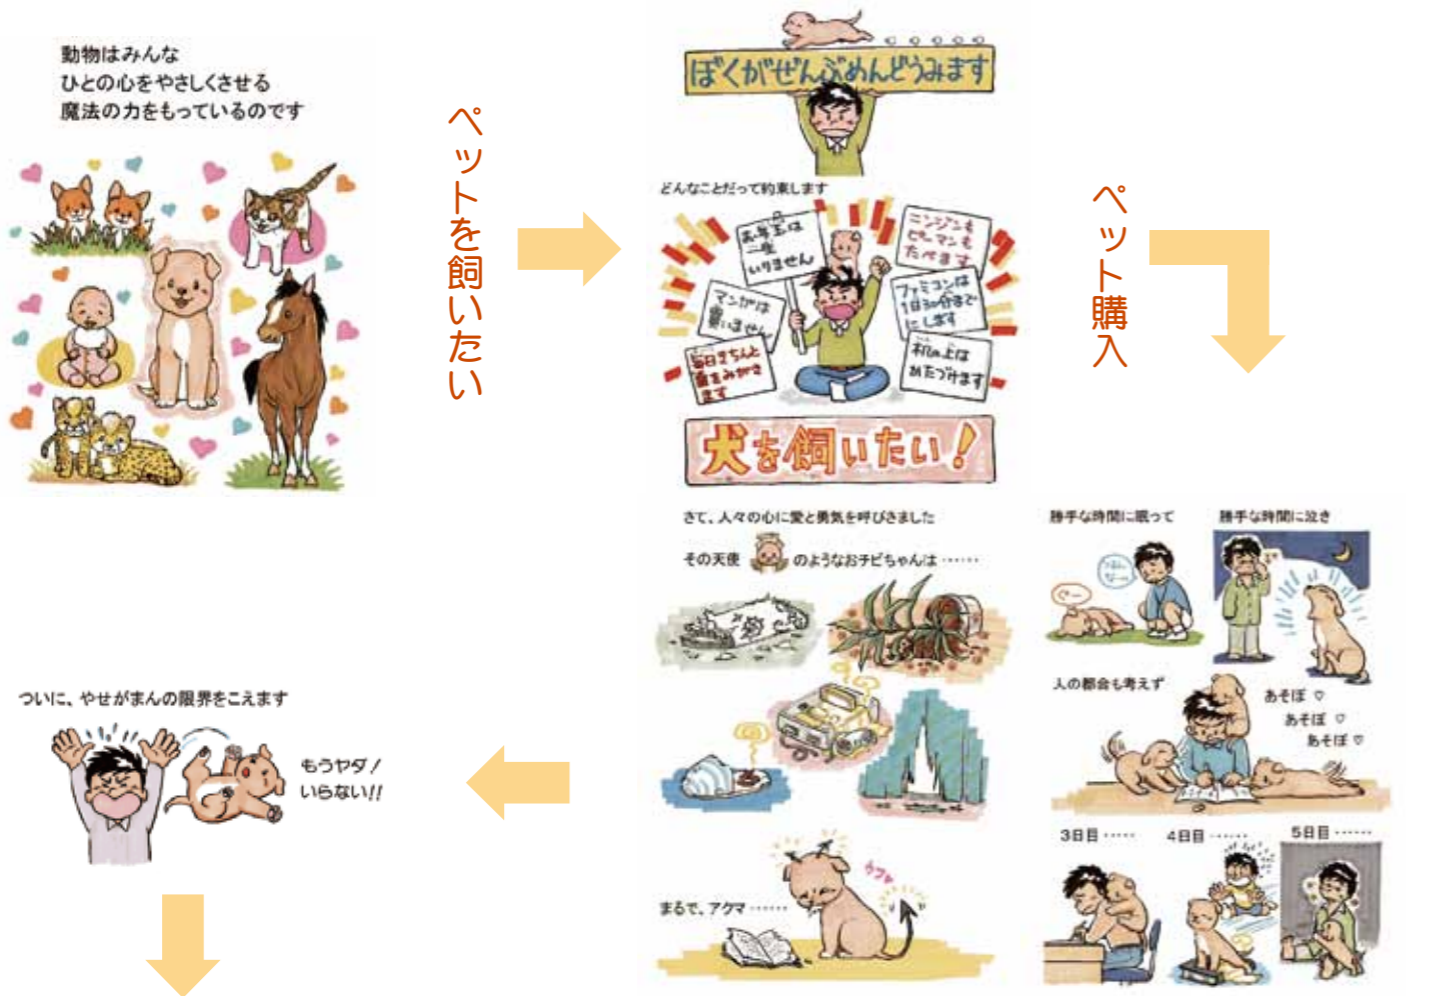 動物はみんな
ひとの心をやさしくさせる
魔法の力をもっているのです
ペットを飼いたい
ぼくがぜんぶめんどうみます
どんなことだって約束します
お年玉は
一生
いりません
ニンジンも
ピーマンも
たべます
マンガは
買いません
ファミコンは
1日30分まで
にします
毎日きちんと
歯をみがき
ます
机の上は
かたづけます
犬を飼いたい!
ペット購入
さて、人々の心に愛と勇気を呼びさました
その天使 のようなおチビちゃんは……
まるで、アクマ……
ウフ♥
勝手な時間に眠って
ぐー
勝手な時間に泣き
人の都合も考えず
あそぼ♡
あそぼ♡
あそぼ♡
3日目……
4日目……
5日目……
ついに、やせがまんの限界をこえます
もうヤダ!
いらない!!